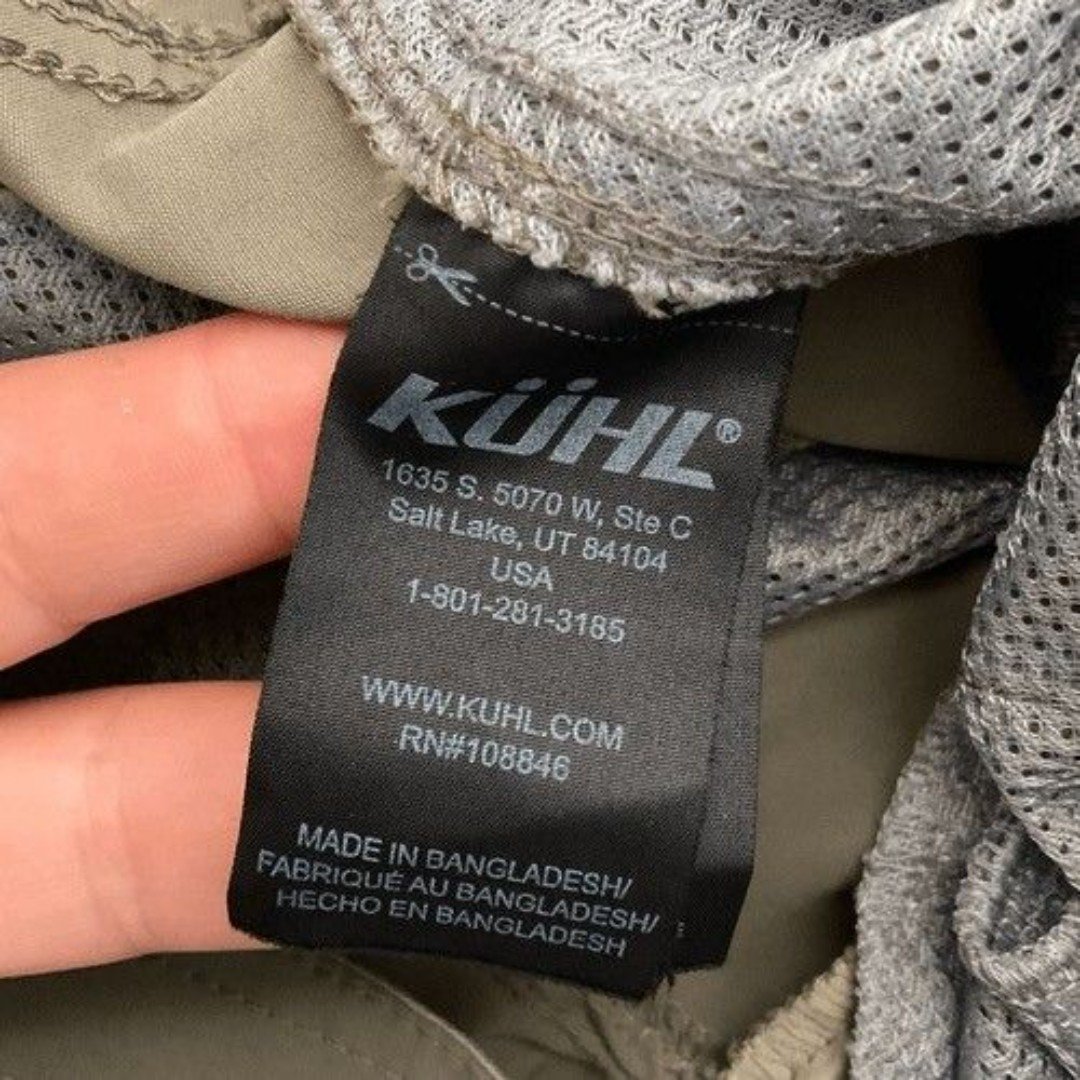 KÜHL®
1635 S. 5070 W, Ste C
Salt Lake, UT 84104
USA
1-801-281-3185
WWW.KUHL.COM
RN#108846
MADE IN BANGLADESH/
FABRIQUÉ AU BANGLADESH/
HECHO EN BANGLADESH